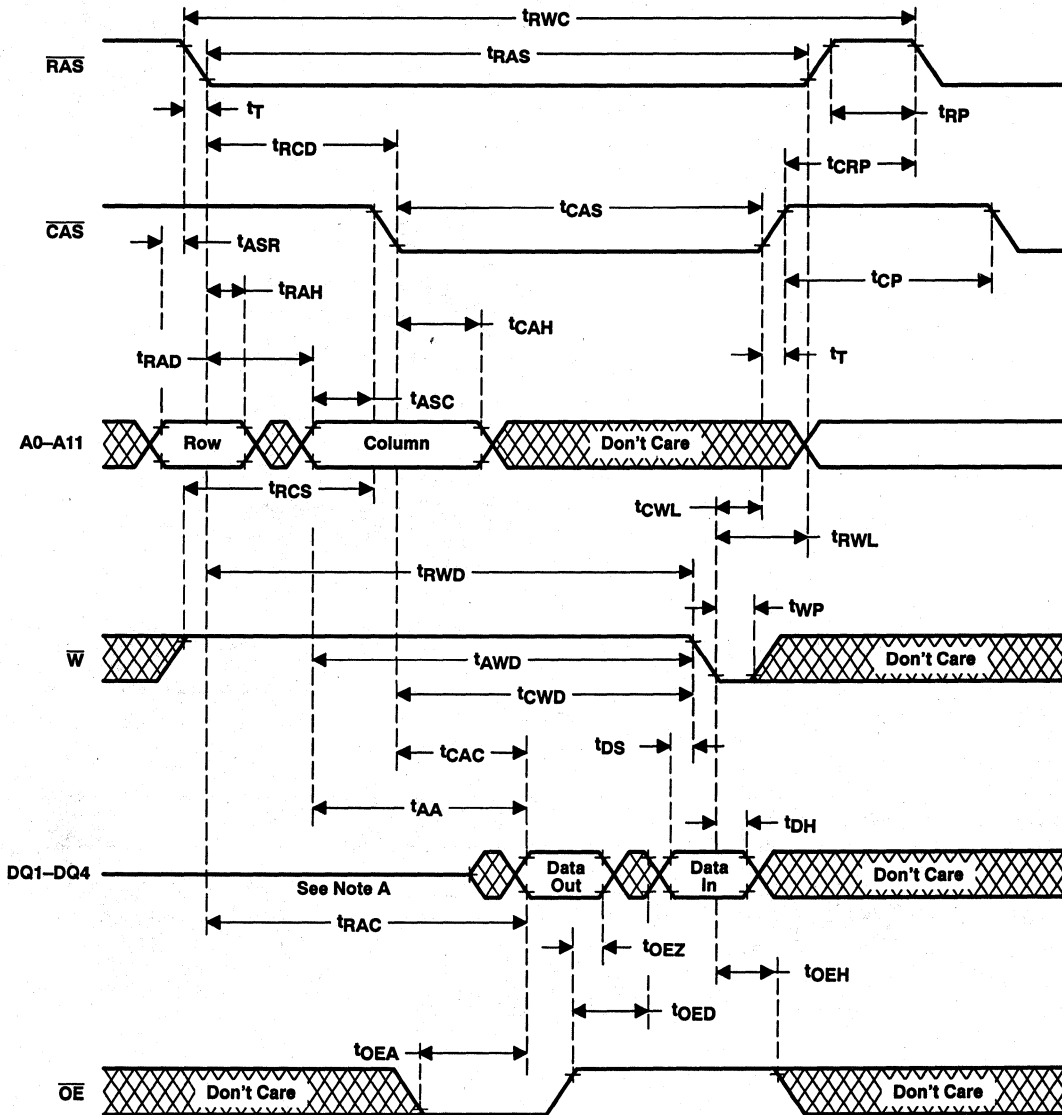 tRWC
RAS
tRAS
tT
tRP
tRCD
tCRP
CAS
tCAS
tASR
tCP
tRAH
tCAH
tRAD
tT
tASC
A0–A11
Row
Column
Don't Care
tRCS
tCWL
tRWL
tRWD
tWP
W
tAWD
Don't Care
tCWD
tCAC
tDS
tAA
tDH
DQ1–DQ4
See Note A
Data
Out
Data
In
Don't Care
tRAC
tOEZ
tOEH
tOED
tOEA
OE
Don't Care
Don't Care